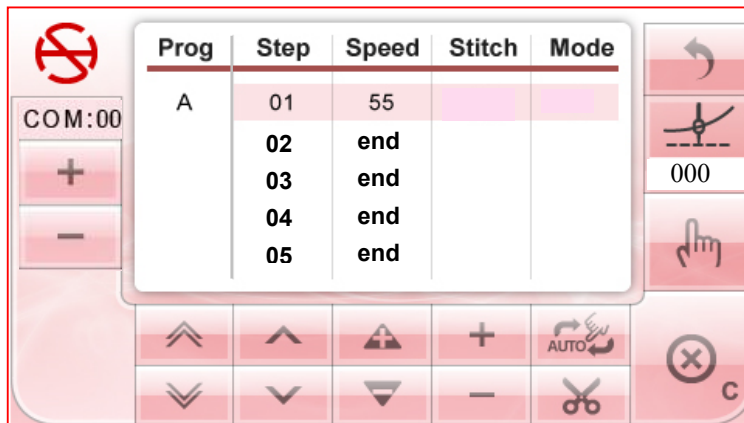 Prog Step Speed Stitch Mode
A 01 55
COM:00
02 end
000
03 end
04 end
05 end
AUTO
C